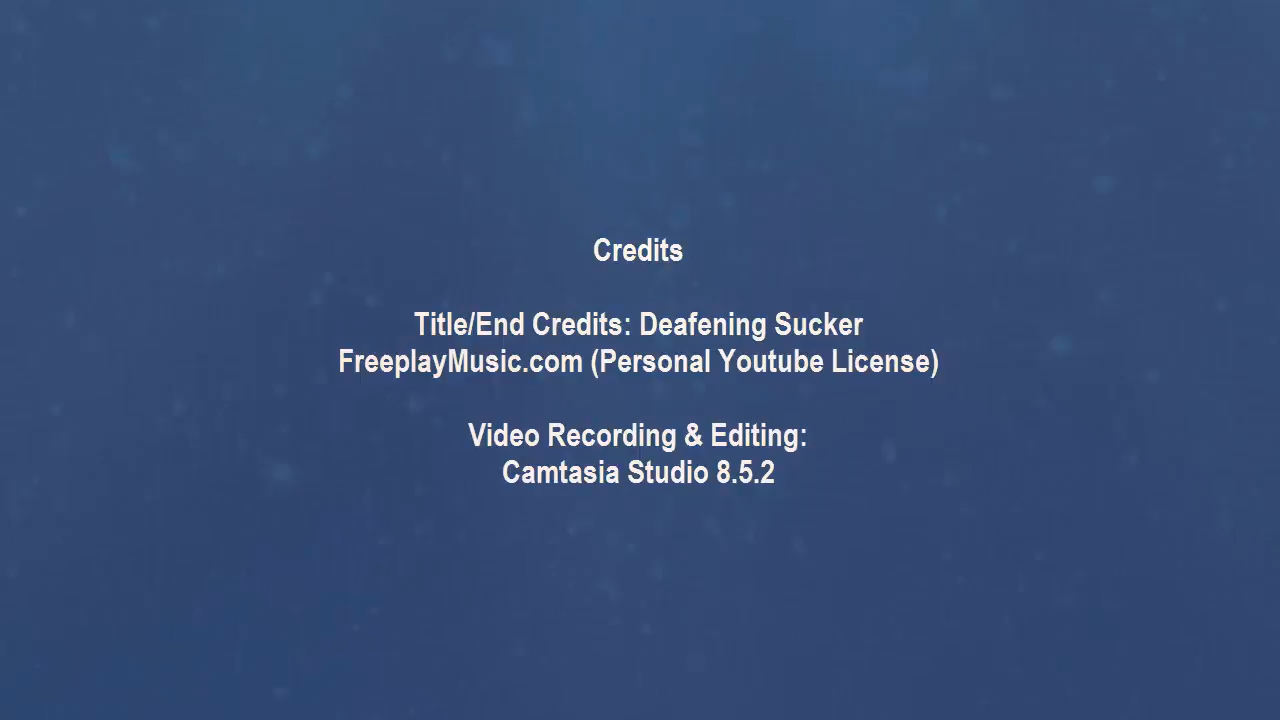 Credits
Title/End Credits: Deafening Sucker
FreeplayMusic.com (Personal Youtube License)
Video Recording & Editing:
Camtasia Studio 8.5.2